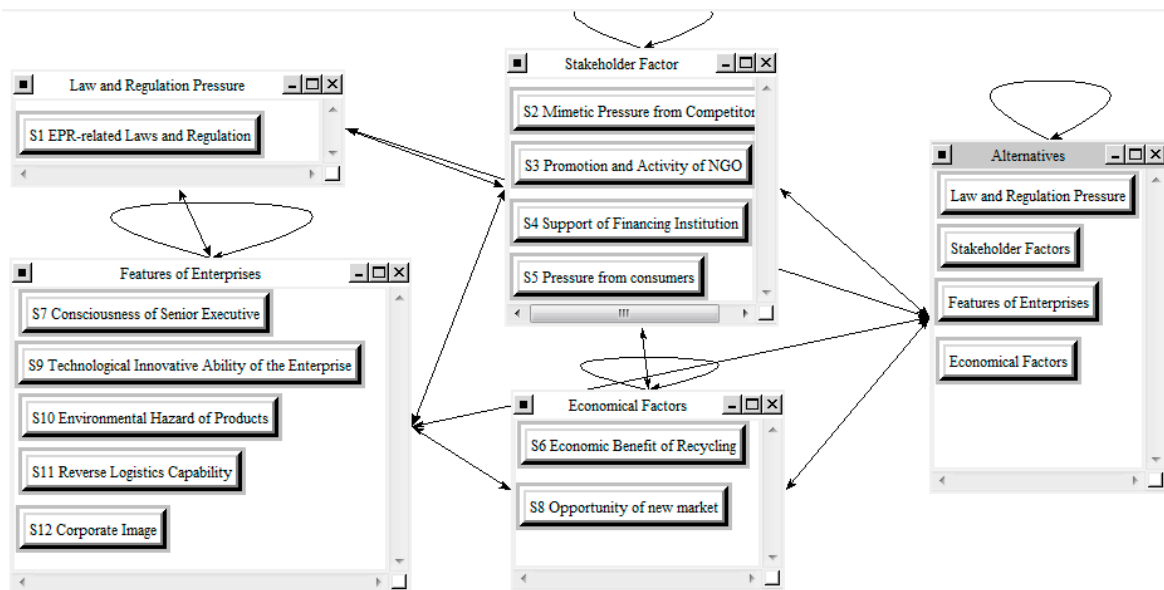 Law and Regulation Pressure
S1 EPR-related Laws and Regulation
Stakeholder Factor
S2 Mimetic Pressure from Competitor
S3 Promotion and Activity of NGO
S4 Support of Financing Institution
S5 Pressure from consumers
Alternatives
Law and Regulation Pressure
Stakeholder Factors
Features of Enterprises
Economical Factors
Features of Enterprises
S7 Consciousness of Senior Executive
S9 Technological Innovative Ability of the Enterprise
S10 Environmental Hazard of Products
S11 Reverse Logistics Capability
S12 Corporate Image
Economical Factors
S6 Economic Benefit of Recycling
S8 Opportunity of new market